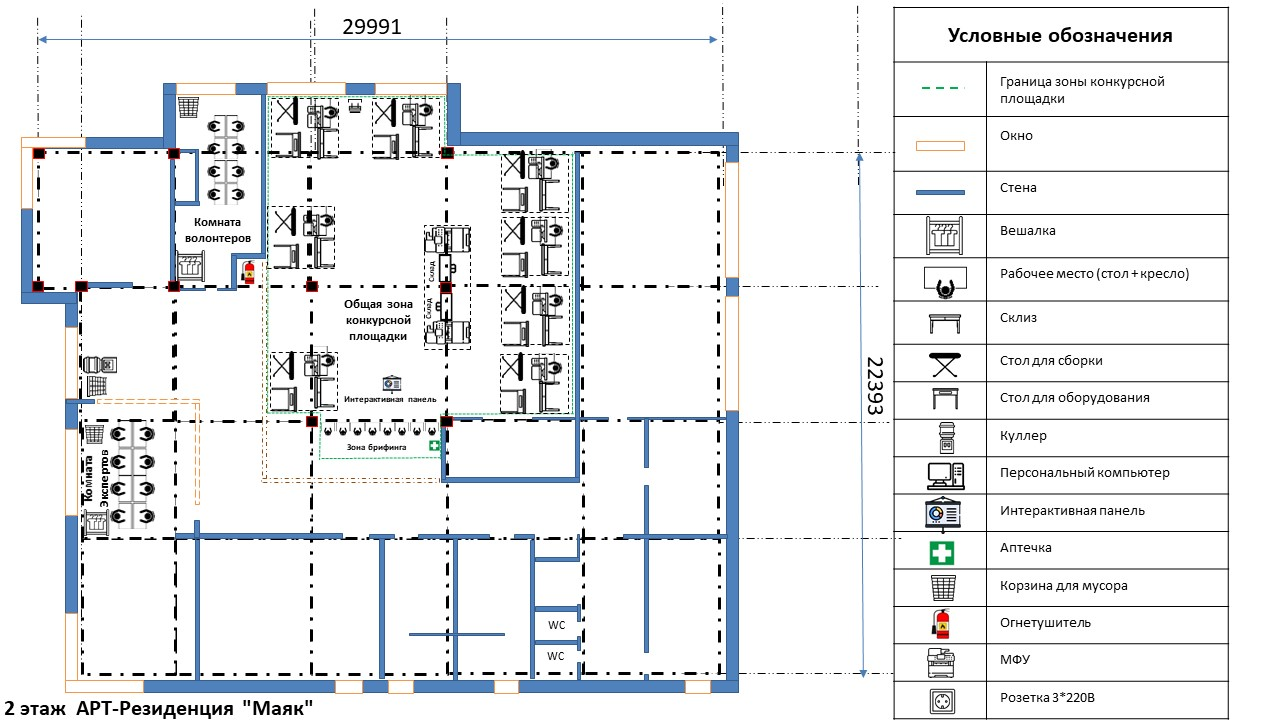 29991
Условные обозначения
Граница зоны конкурсной
площадки
Окно
Стена
Вешалка
Рабочее место (стол + кресло)
Склиз
Стол для сборки
Стол для оборудования
Куллер
Персональный компьютер
Интерактивная панель
Аптечка
Корзина для мусора
Огнетушитель
МФУ
Розетка 3*220В
Комната
волонтеров
Склад
Склад
Общая зона
конкурсной
площадки
Интерактивная панель
22393
Зона брифинга
Комната
Экспертов
WC
WC
2 этаж АРТ-Резиденция "Маяк"